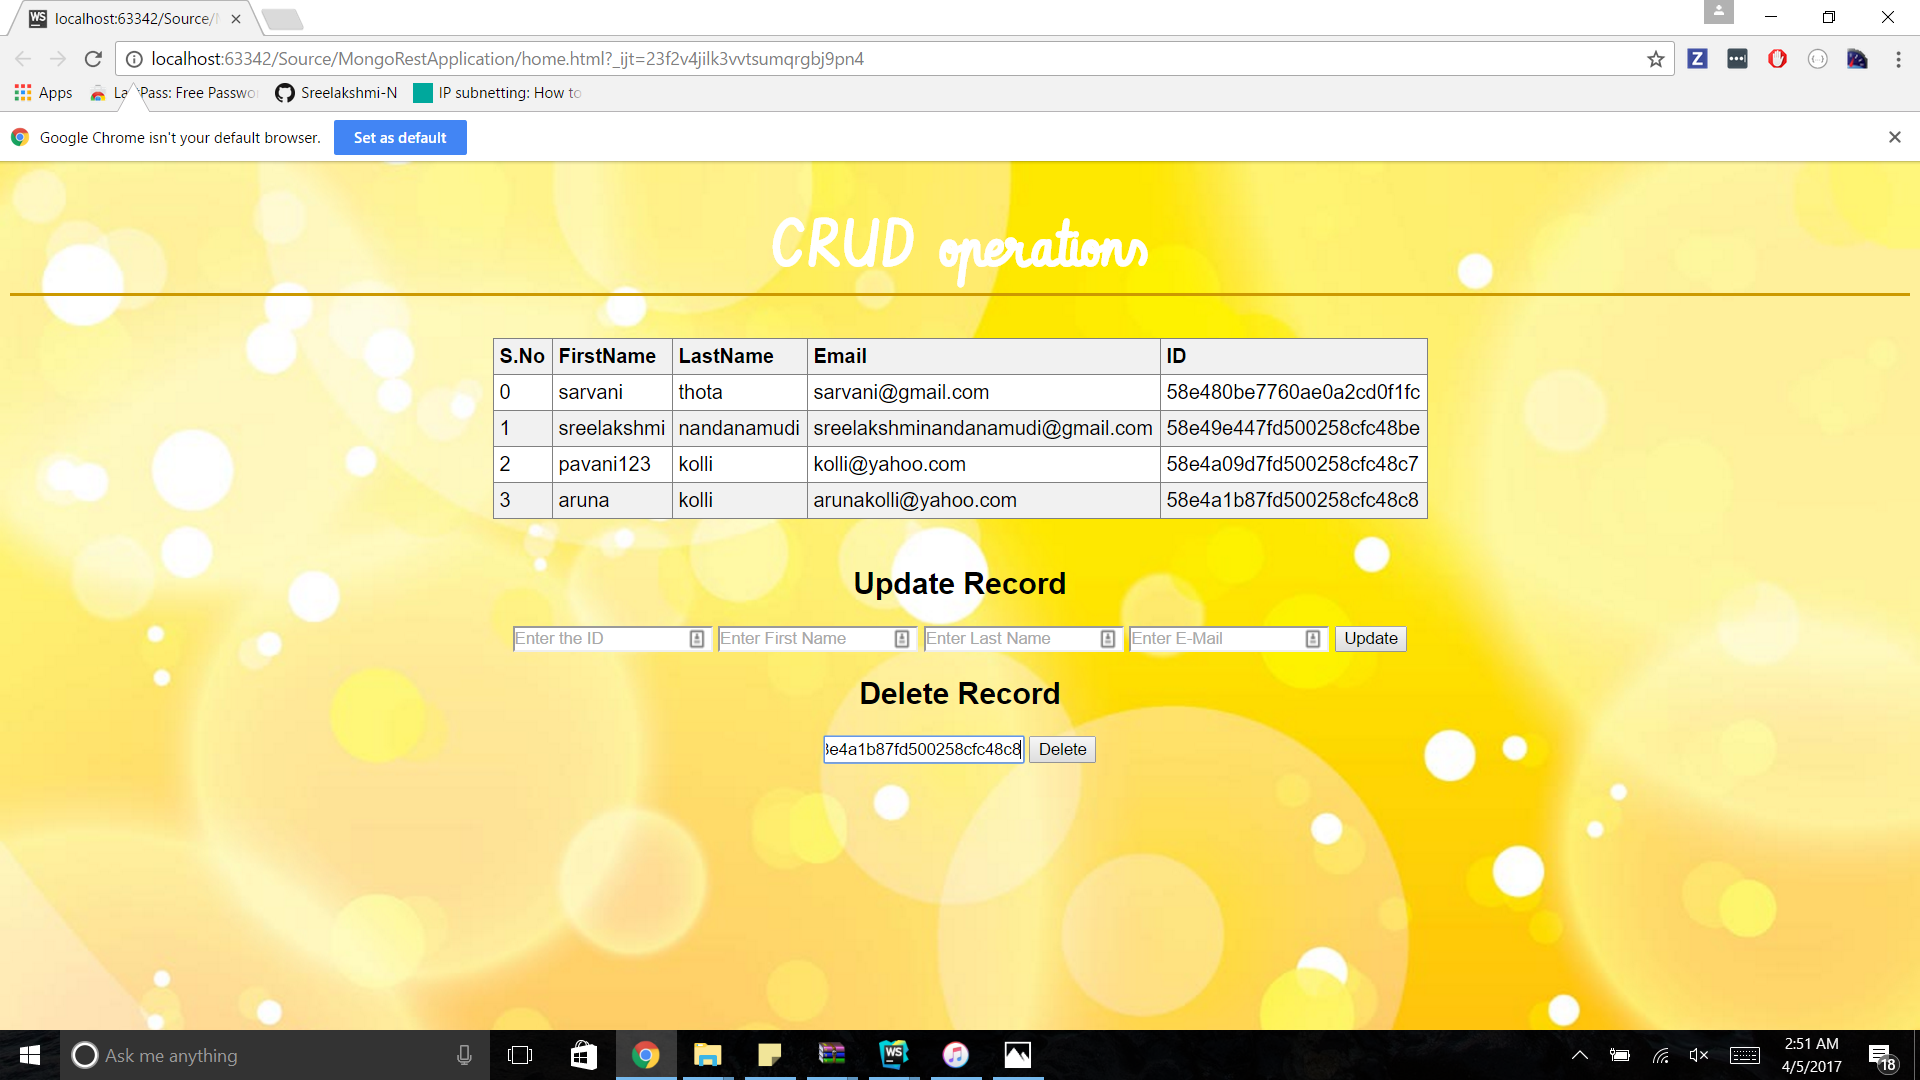 localhost:63342/Source/
localhost:63342/Source/MongoRestApplication/home.html?_ijt=23f2v4jilk3vvtsumqrgbj9pn4
Apps
Pass: Free Passwo
Sreelakshmi-N
IP subnetting: How to
Google Chrome isn't your default browser.
Set as default
CRUD operations
S.No FirstName LastName Email ID
0 sarvani thota sarvani@gmail.com 58e480be7760ae0a2cd0f1fc
1 sreelakshmi nandanamudi sreelakshminandanamudi@gmail.com 58e49e447fd500258cfc48be
2 pavani123 kolli kolli@yahoo.com 58e4a09d7fd500258cfc48c7
3 aruna kolli arunakolli@yahoo.com 58e4a1b87fd500258cfc48c8
Update Record
Enter the ID Enter First Name Enter Last Name Enter E-Mail Update
Delete Record
e4a1b87fd500258cfc48c8 Delete
Ask me anything
2:51 AM
4/5/2017
18